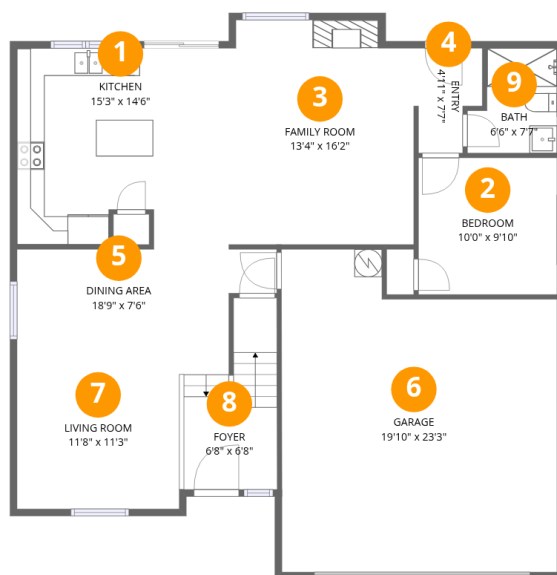 1
KITCHEN
15'3" x 14'6"
3
FAMILY ROOM
13'4" x 16'2"
4
ENTRY
4'11" x 7'7"
9
BATH
6'6" x 7'7"
2
BEDROOM
10'0" x 9'10"
5
DINING AREA
18'9" x 7'6"
7
LIVING ROOM
11'8" x 11'3"
8
FOYER
6'8" x 6'8"
6
GARAGE
19'10" x 23'3"